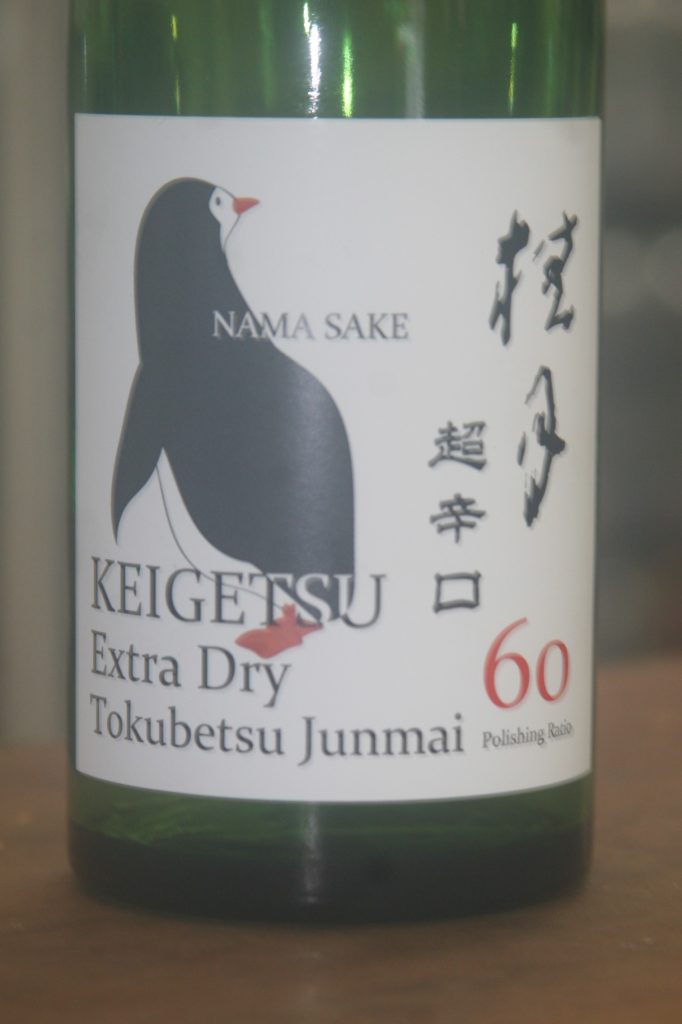 NAMA SAKE
桂月
超辛口
KEIGETSU
Extra Dry
Tokubetsu Junmai
60
Polishing Ratio